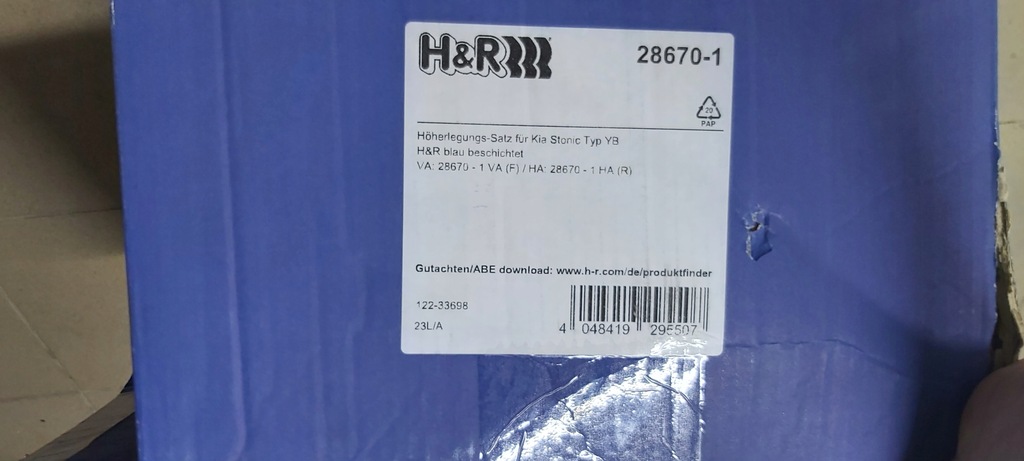 H&R
28670-1
20
PAP
Höherlegungs-Satz für Kia Stonic Typ YB
H&R blau beschichtet
VA: 28670 - 1 VA (F) / HA: 28670 - 1 HA (R)
Gutachten/ABE download: www.h-r.com/de/produktfinder
122-33698
23L/A
4 048419 295507